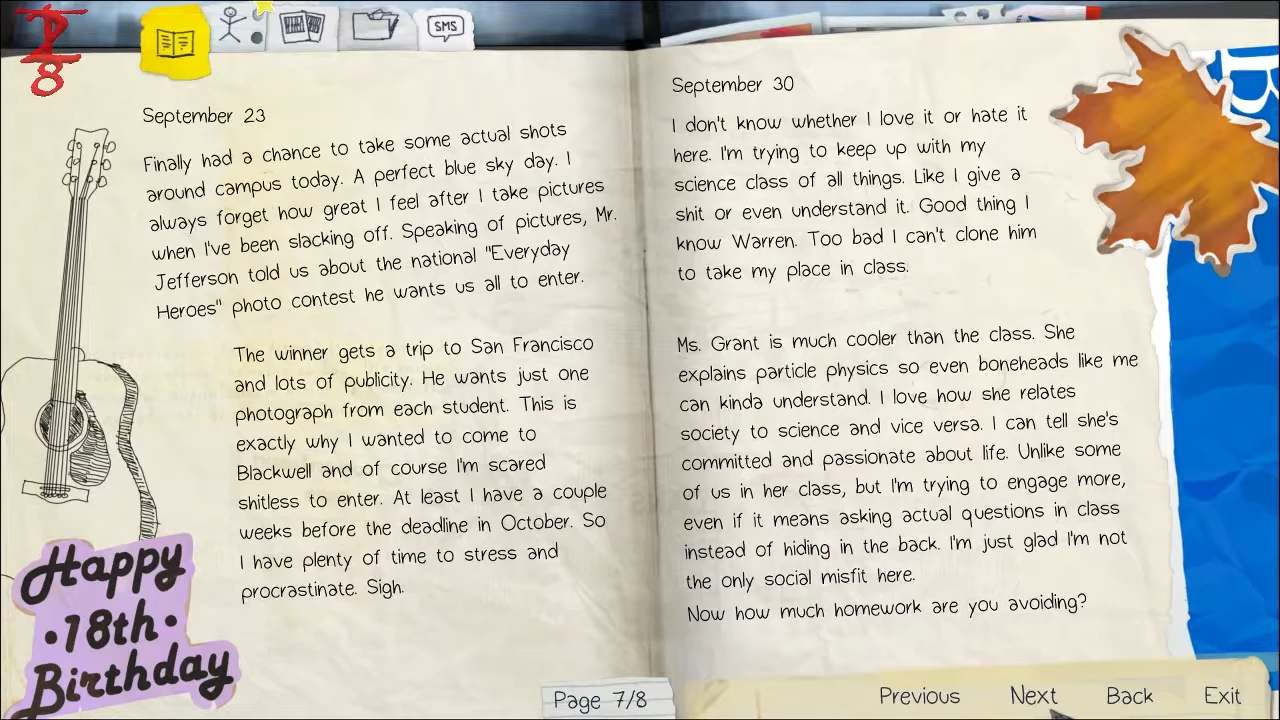 SMS
September 23
Finally had a chance to take some actual shots
around campus today. A perfect blue sky day. I
always forget how great I feel after I take pictures
when I've been slacking off. Speaking of pictures, Mr.
Jefferson told us about the national "Everyday
Heroes" photo contest he wants us all to enter.
The winner gets a trip to San Francisco
and lots of publicity. He wants just one
photograph from each student. This is
exactly why I wanted to come to
Blackwell and of course I'm scared
shitless to enter. At least I have a couple
weeks before the deadline in October. So
I have plenty of time to stress and
procrastinate. Sigh.
Happy
•18th•
Birthday
September 30
I don't know whether I love it or hate it
here. I'm trying to keep up with my
science class of all things. Like I give a
shit or even understand it. Good thing I
know Warren. Too bad I can't clone him
to take my place in class.
Ms. Grant is much cooler than the class. She
explains particle physics so even boneheads like me
can kinda understand. I love how she relates
society to science and vice versa. I can tell she's
committed and passionate about life. Unlike some
of us in her class, but I'm trying to engage more,
even if it means asking actual questions in class
instead of hiding in the back. I'm just glad I'm not
the only social misfit here.
Now how much homework are you avoiding?
Page 7/8
Previous Next Back Exit